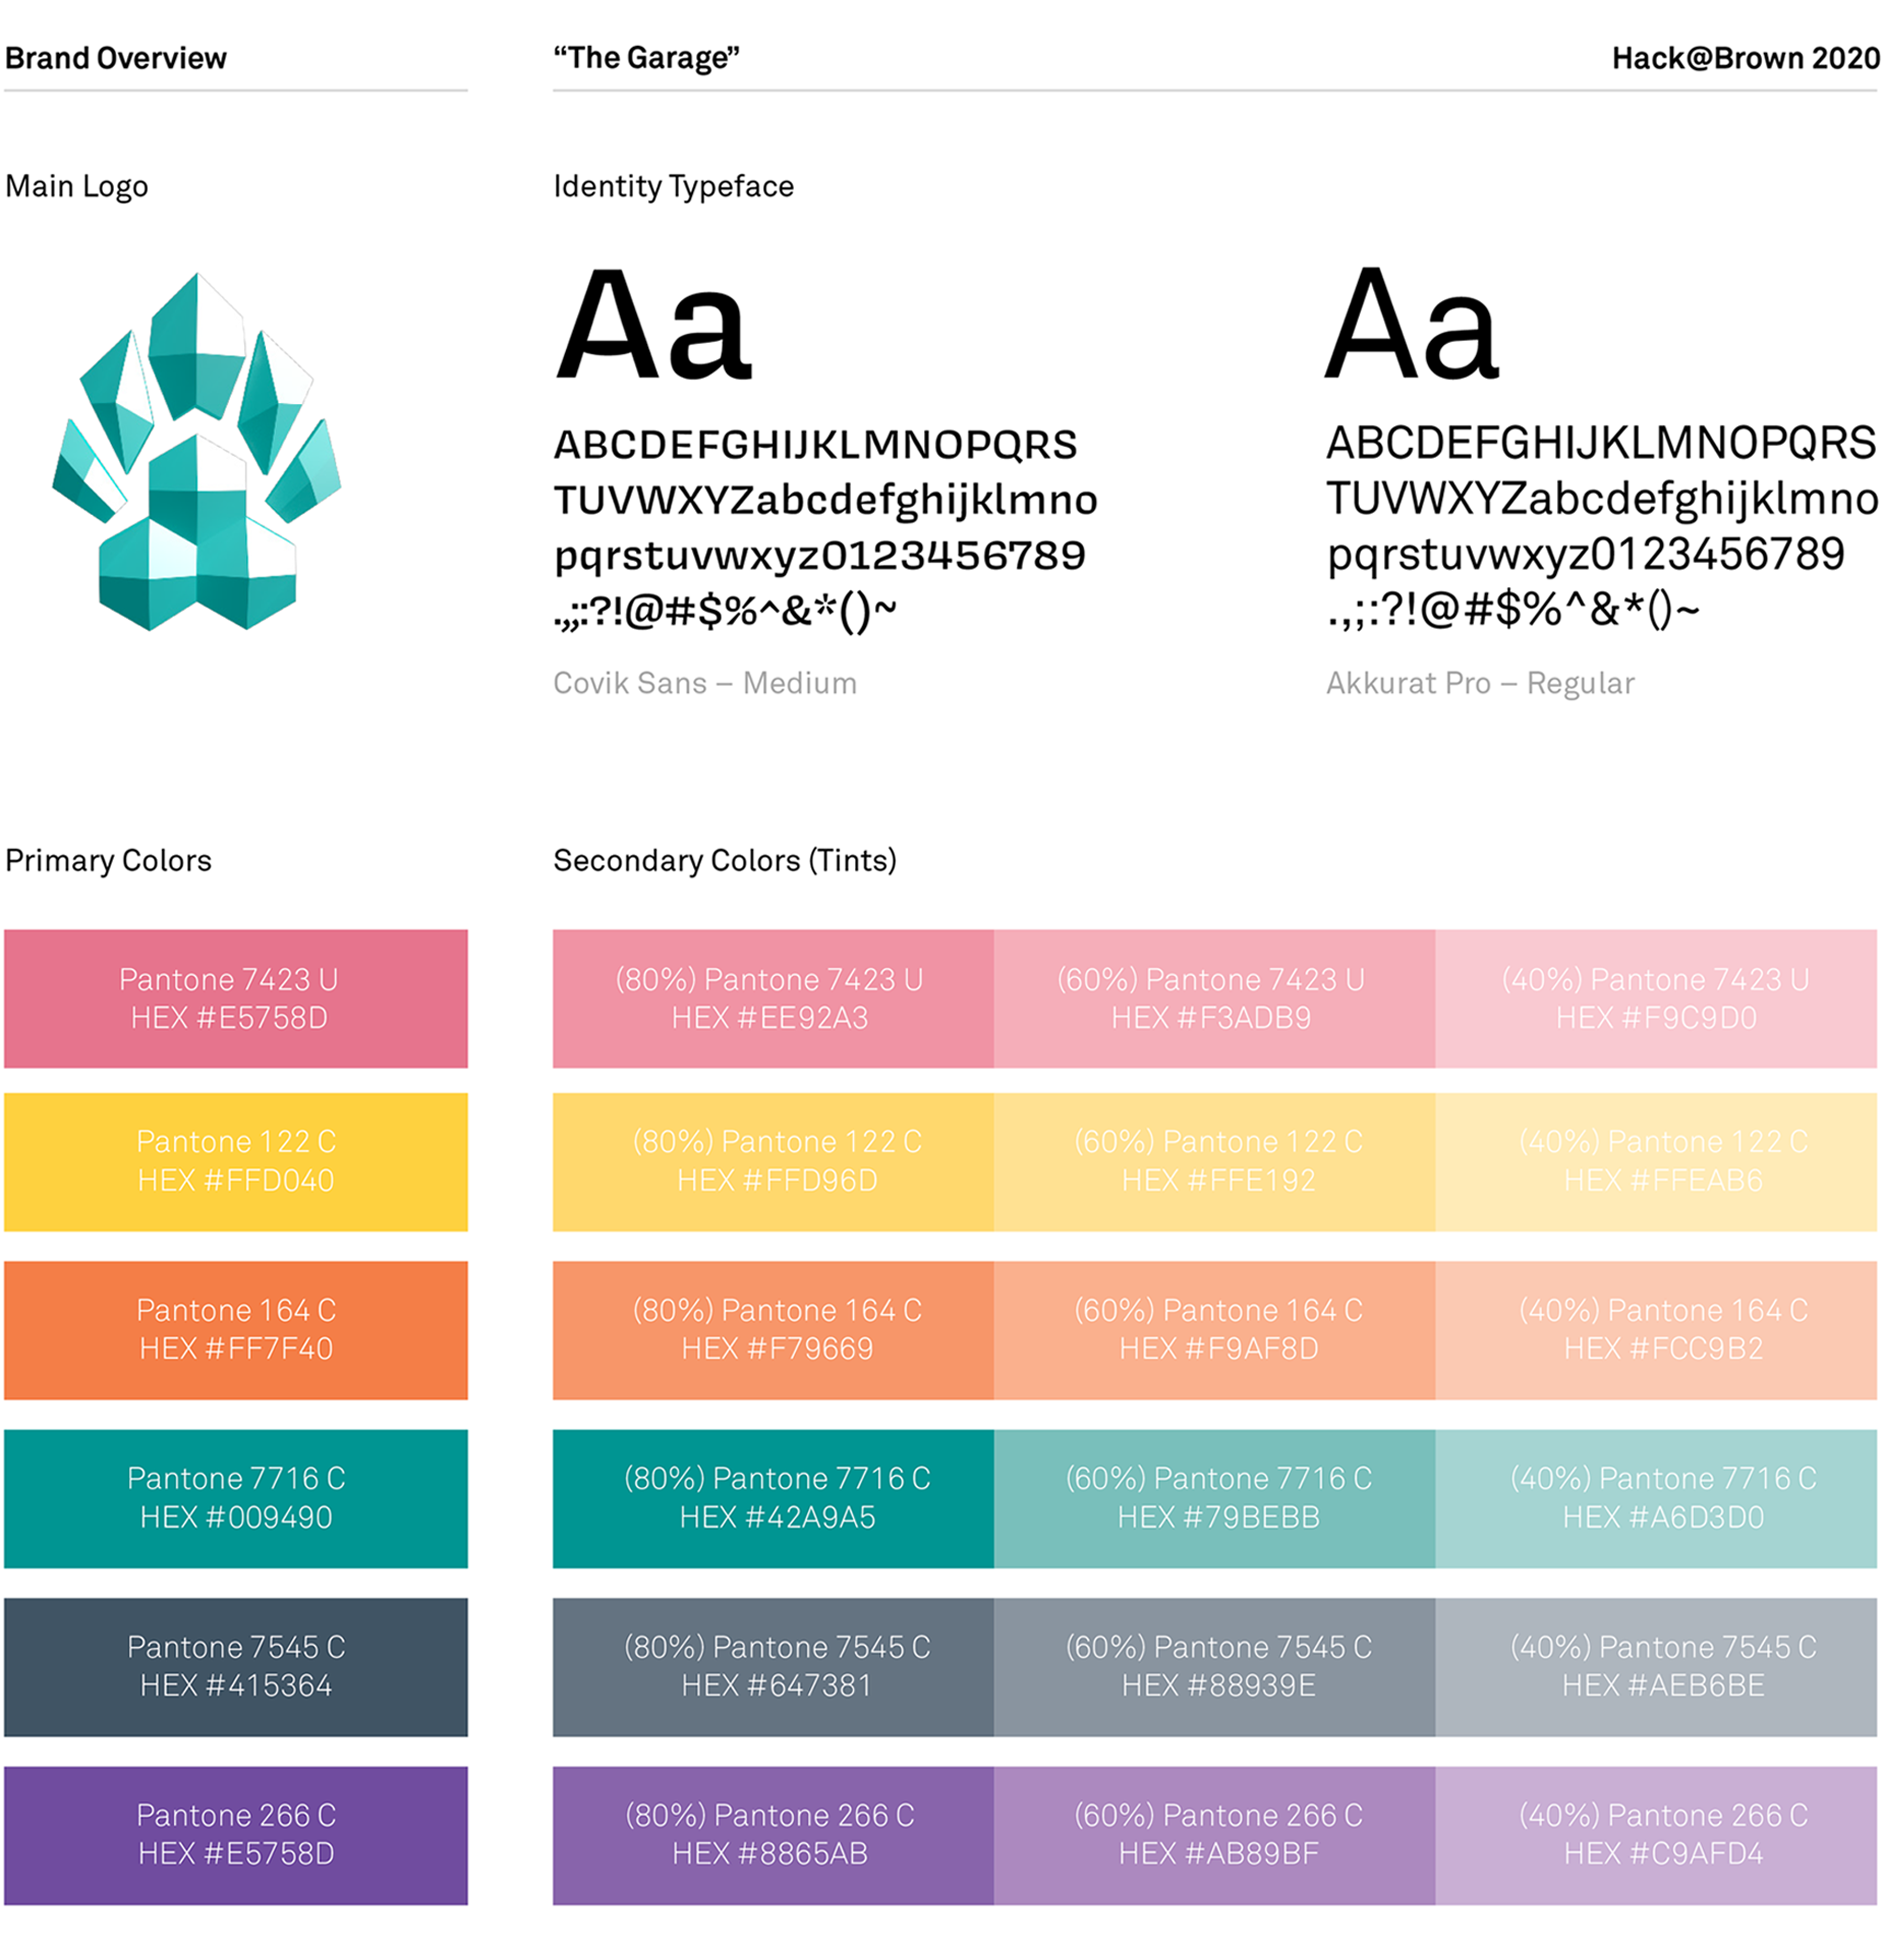 Brand Overview
“The Garage”
Hack@Brown 2020
Main Logo
Identity Typeface
Aa
ABCDEFGHIJKLMNOPQRS
TUVWXYZabcdefghijklmno
pqrstuvwxyz0123456789
.,;:?!@#$%^&*()~
Covik Sans – Medium
Aa
ABCDEFGHIJKLMNOPQRS
TUVWXYZabcdefghijklmno
pqrstuvwxyz0123456789
.,;:?!@#$%^&*()~
Akkurat Pro – Regular
Primary Colors
Secondary Colors (Tints)
Pantone 7423 U
HEX #E5758D
(80%) Pantone 7423 U
HEX #EE92A3
(60%) Pantone 7423 U
HEX #F3ADB9
(40%) Pantone 7423 U
HEX #F9C9D0
Pantone 122 C
HEX #FFD040
(80%) Pantone 122 C
HEX #FFD96D
(60%) Pantone 122 C
HEX #FFE192
(40%) Pantone 122 C
HEX #FFEAB6
Pantone 164 C
HEX #FF7F40
(80%) Pantone 164 C
HEX #F79669
(60%) Pantone 164 C
HEX #F9AF8D
(40%) Pantone 164 C
HEX #FCC9B2
Pantone 7716 C
HEX #009490
(80%) Pantone 7716 C
HEX #42A9A5
(60%) Pantone 7716 C
HEX #79BEBB
(40%) Pantone 7716 C
HEX #A6D3D0
Pantone 7545 C
HEX #415364
(80%) Pantone 7545 C
HEX #647381
(60%) Pantone 7545 C
HEX #88939E
(40%) Pantone 7545 C
HEX #AEB6BE
Pantone 266 C
HEX #E5758D
(80%) Pantone 266 C
HEX #8865AB
(60%) Pantone 266 C
HEX #AB89BF
(40%) Pantone 266 C
HEX #C9AFD4